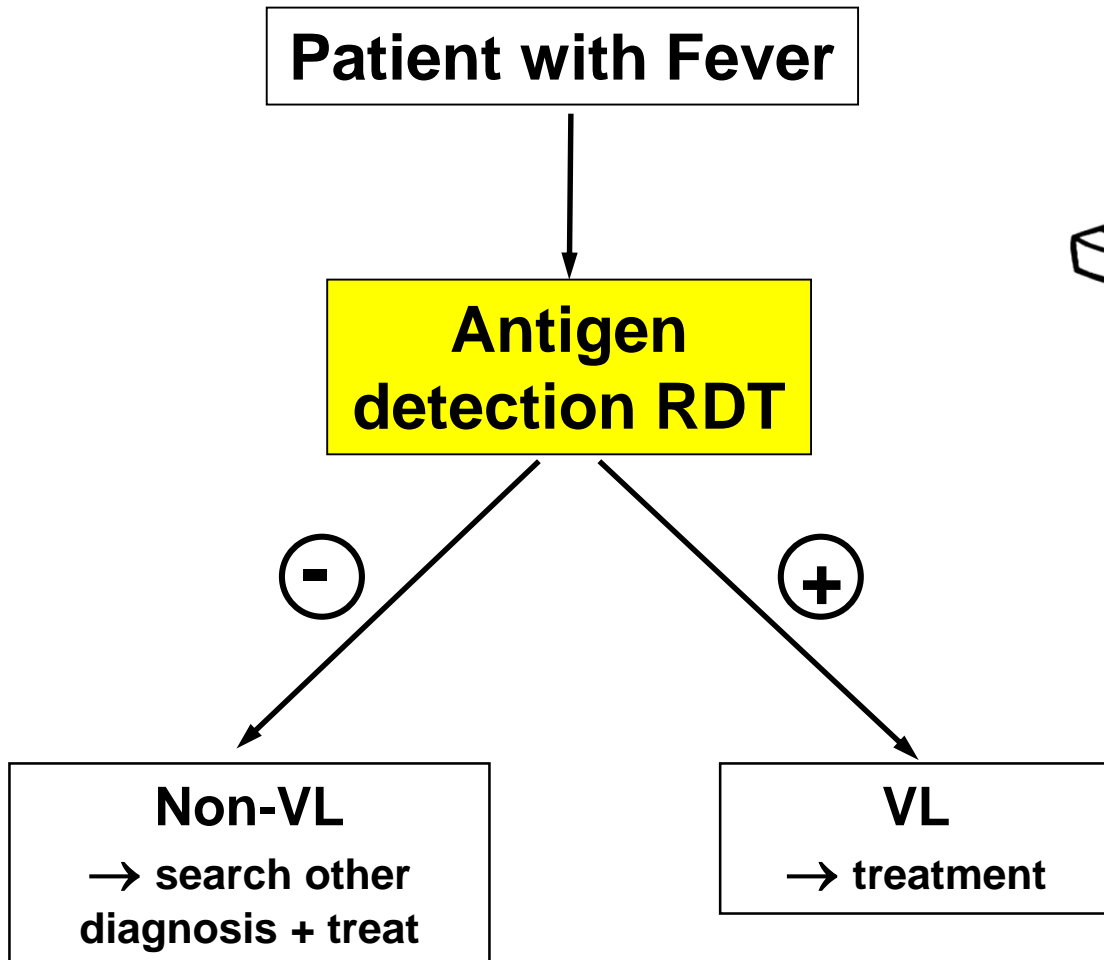 Patient with Fever
Antigen
detection RDT
-
+
Non-VL
→ search other
diagnosis + treat
VL
→ treatment